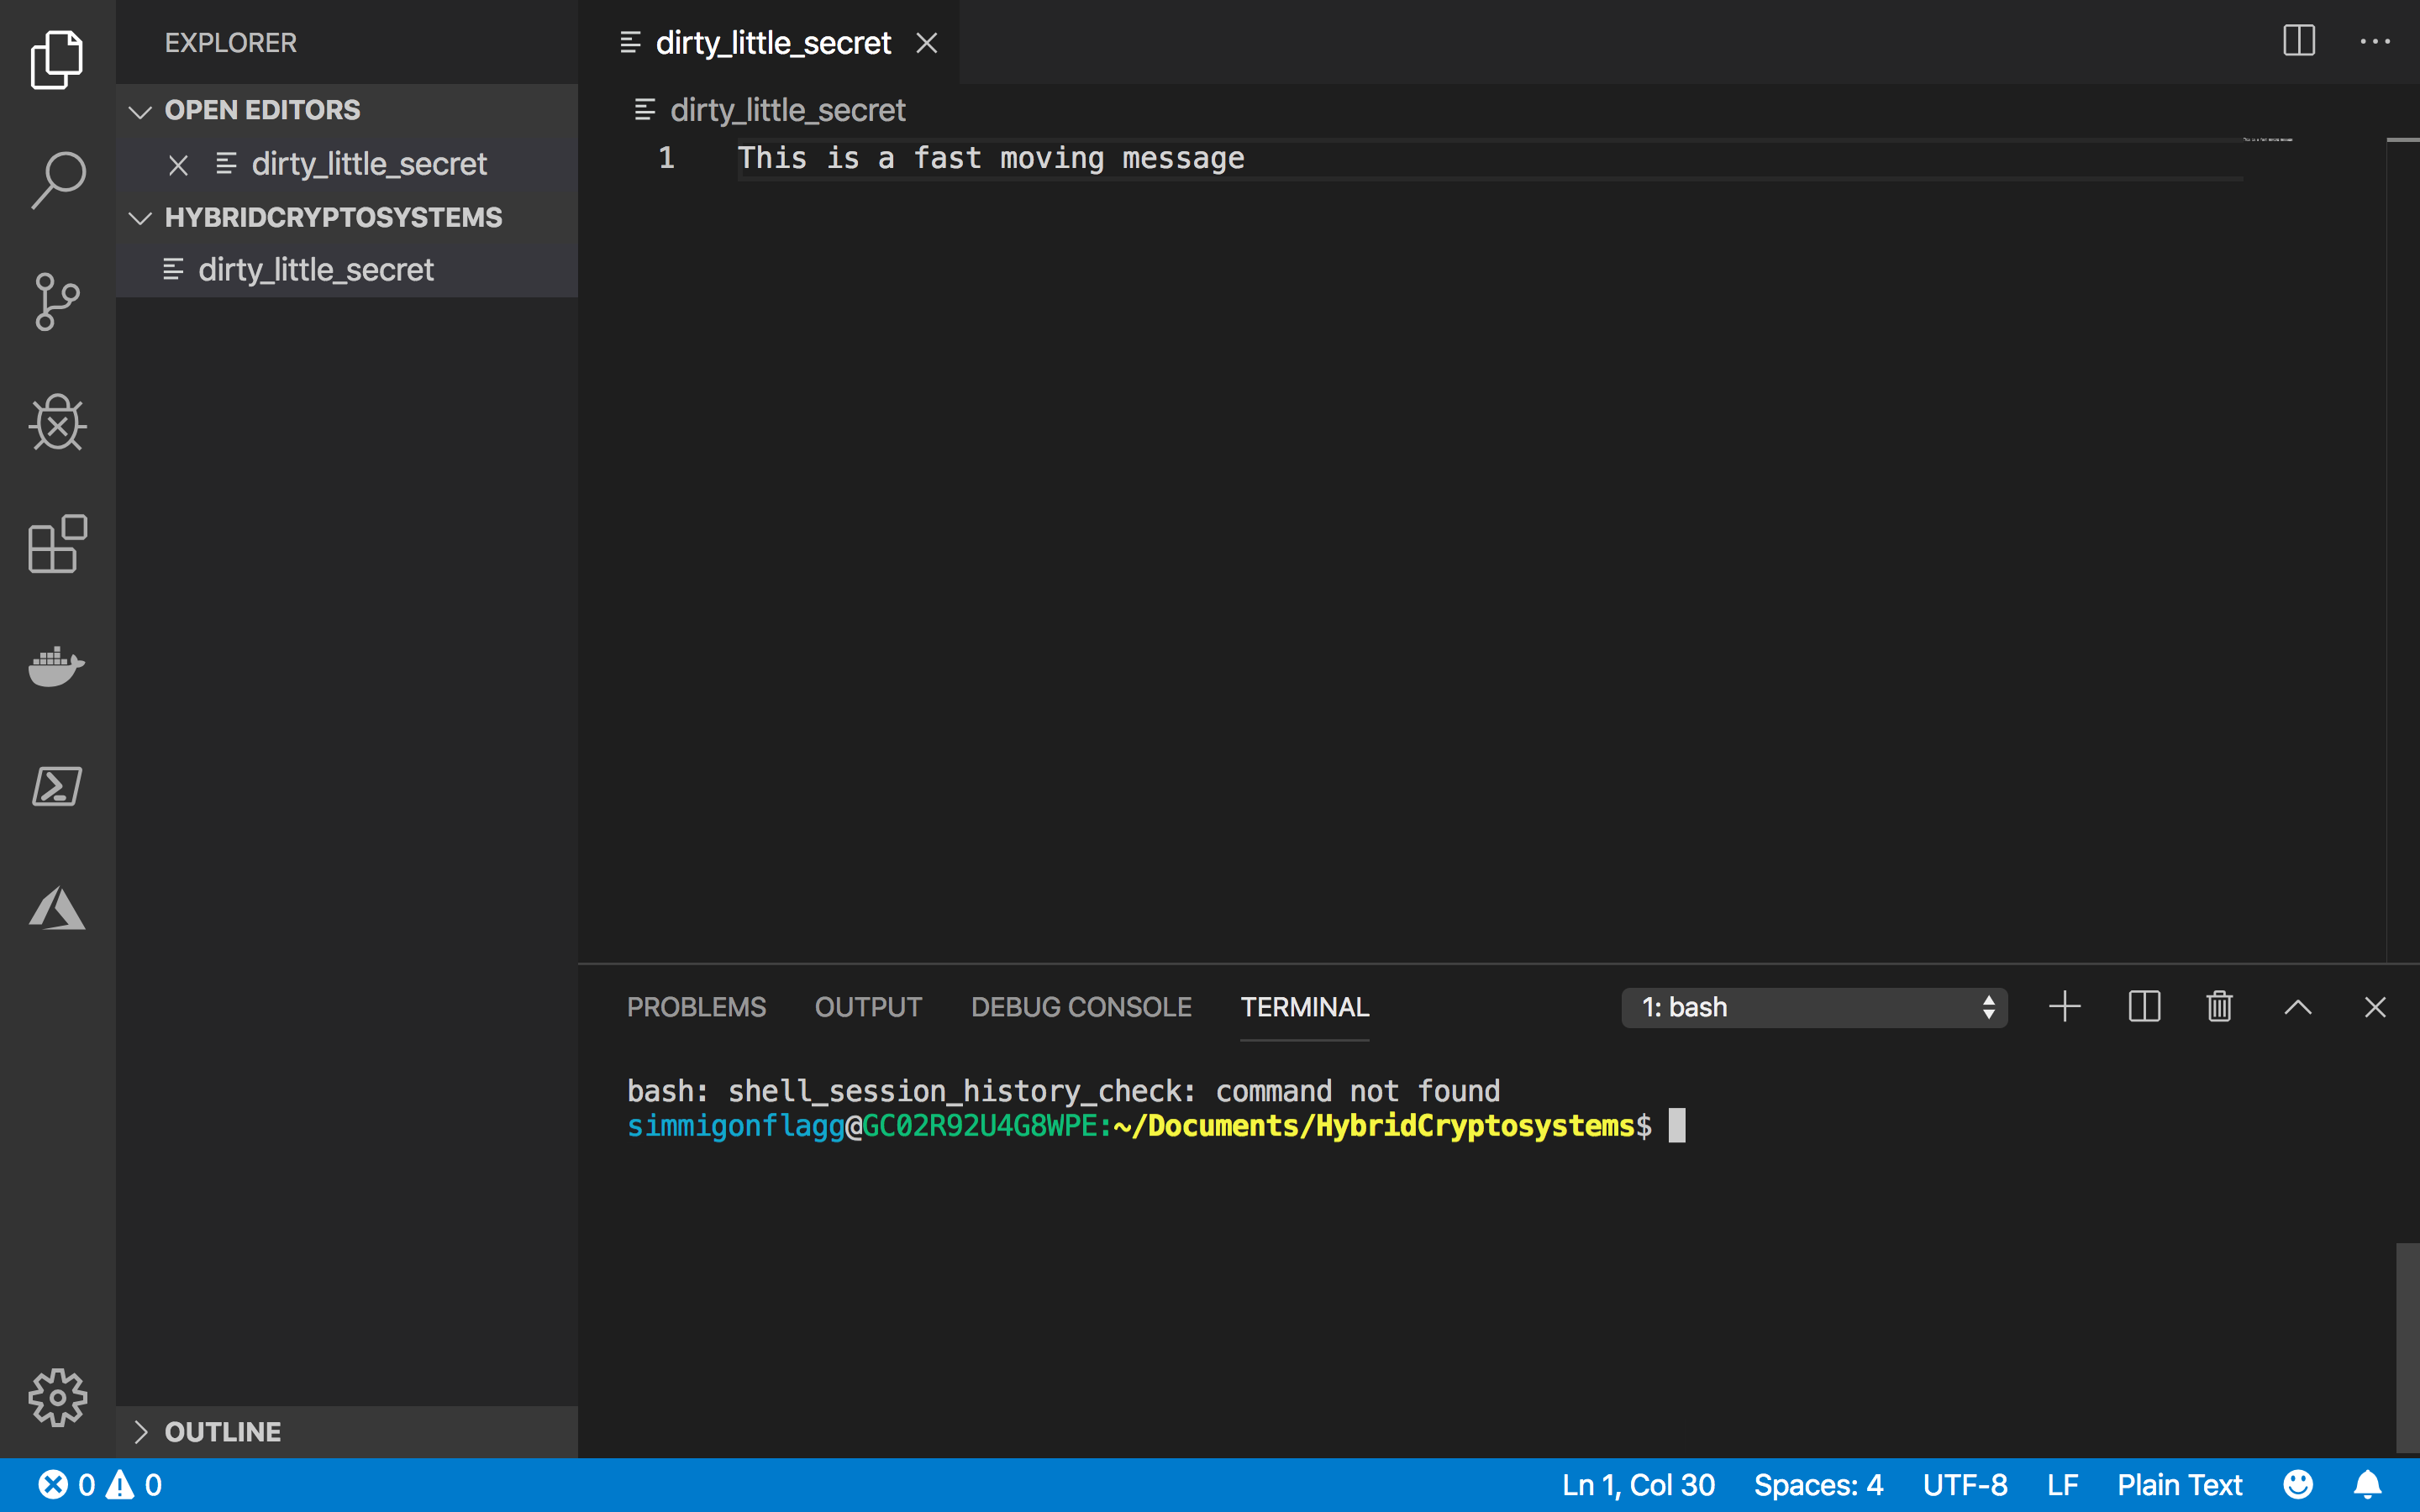 EXPLORER
OPEN EDITORS
dirty_little_secret
HYBRIDCRYPTOSYSTEMS
dirty_little_secret
OUTLINE
dirty_little_secret
dirty_little_secret
1 This is a fast moving message
PROBLEMS OUTPUT DEBUG CONSOLE TERMINAL 1: bash
bash: shell_session_history_check: command not found
simmigonflagg@GC02R92U4G8WPE:~/Documents/HybridCryptosystems$
0 0 Ln 1, Col 30 Spaces: 4 UTF-8 LF Plain Text